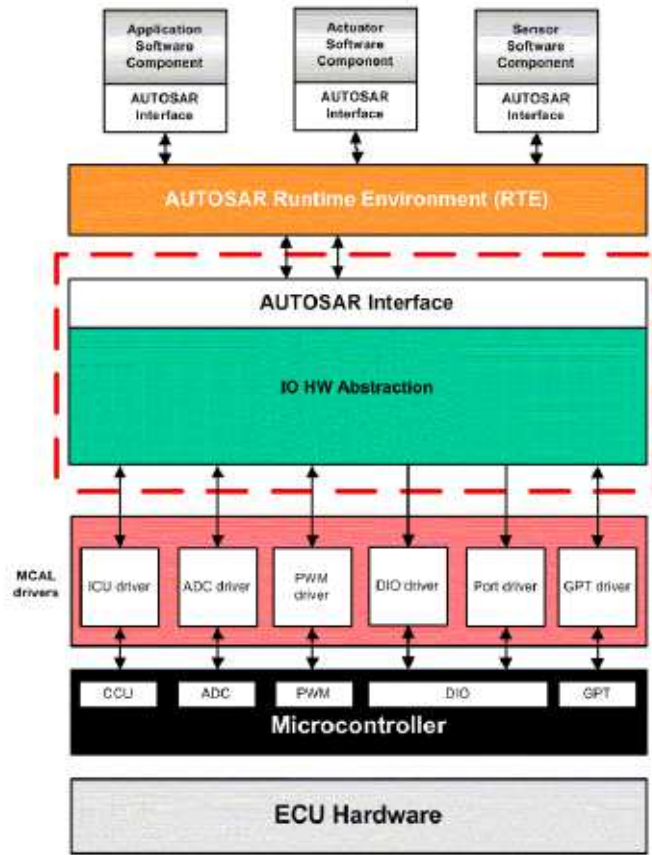 Application
Software
Component
AUTOSAR
Interface
Actuator
Software
Component
AUTOSAR
Interface
Sensor
Software
Component
AUTOSAR
Interface
AUTOSAR Runtime Environment (RTE)
AUTOSAR Interface
IO HW Abstraction
MCAL
drivers
ICU driver
ADC driver
PWM
driver
DIO driver
Port driver
GPT driver
CCU
ADC
PWM
DIO
GPT
Microcontroller
ECU Hardware